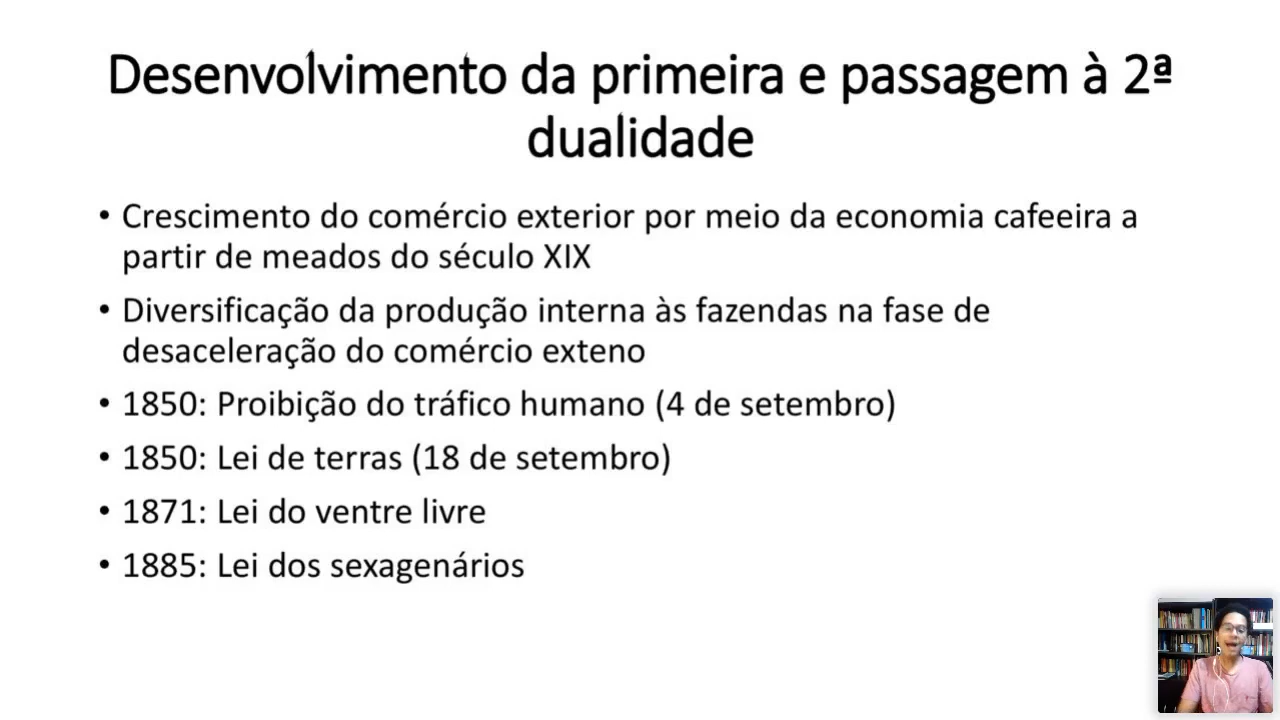 Desenvolvimento da primeira e passagem à 2ª
dualidade
• Crescimento do comércio exterior por meio da economia cafeeira a
partir de meados do século XIX
• Diversificação da produção interna às fazendas na fase de
desaceleração do comércio exteno
• 1850: Proibição do tráfico humano (4 de setembro)
• 1850: Lei de terras (18 de setembro)
• 1871: Lei do ventre livre
• 1885: Lei dos sexagenários